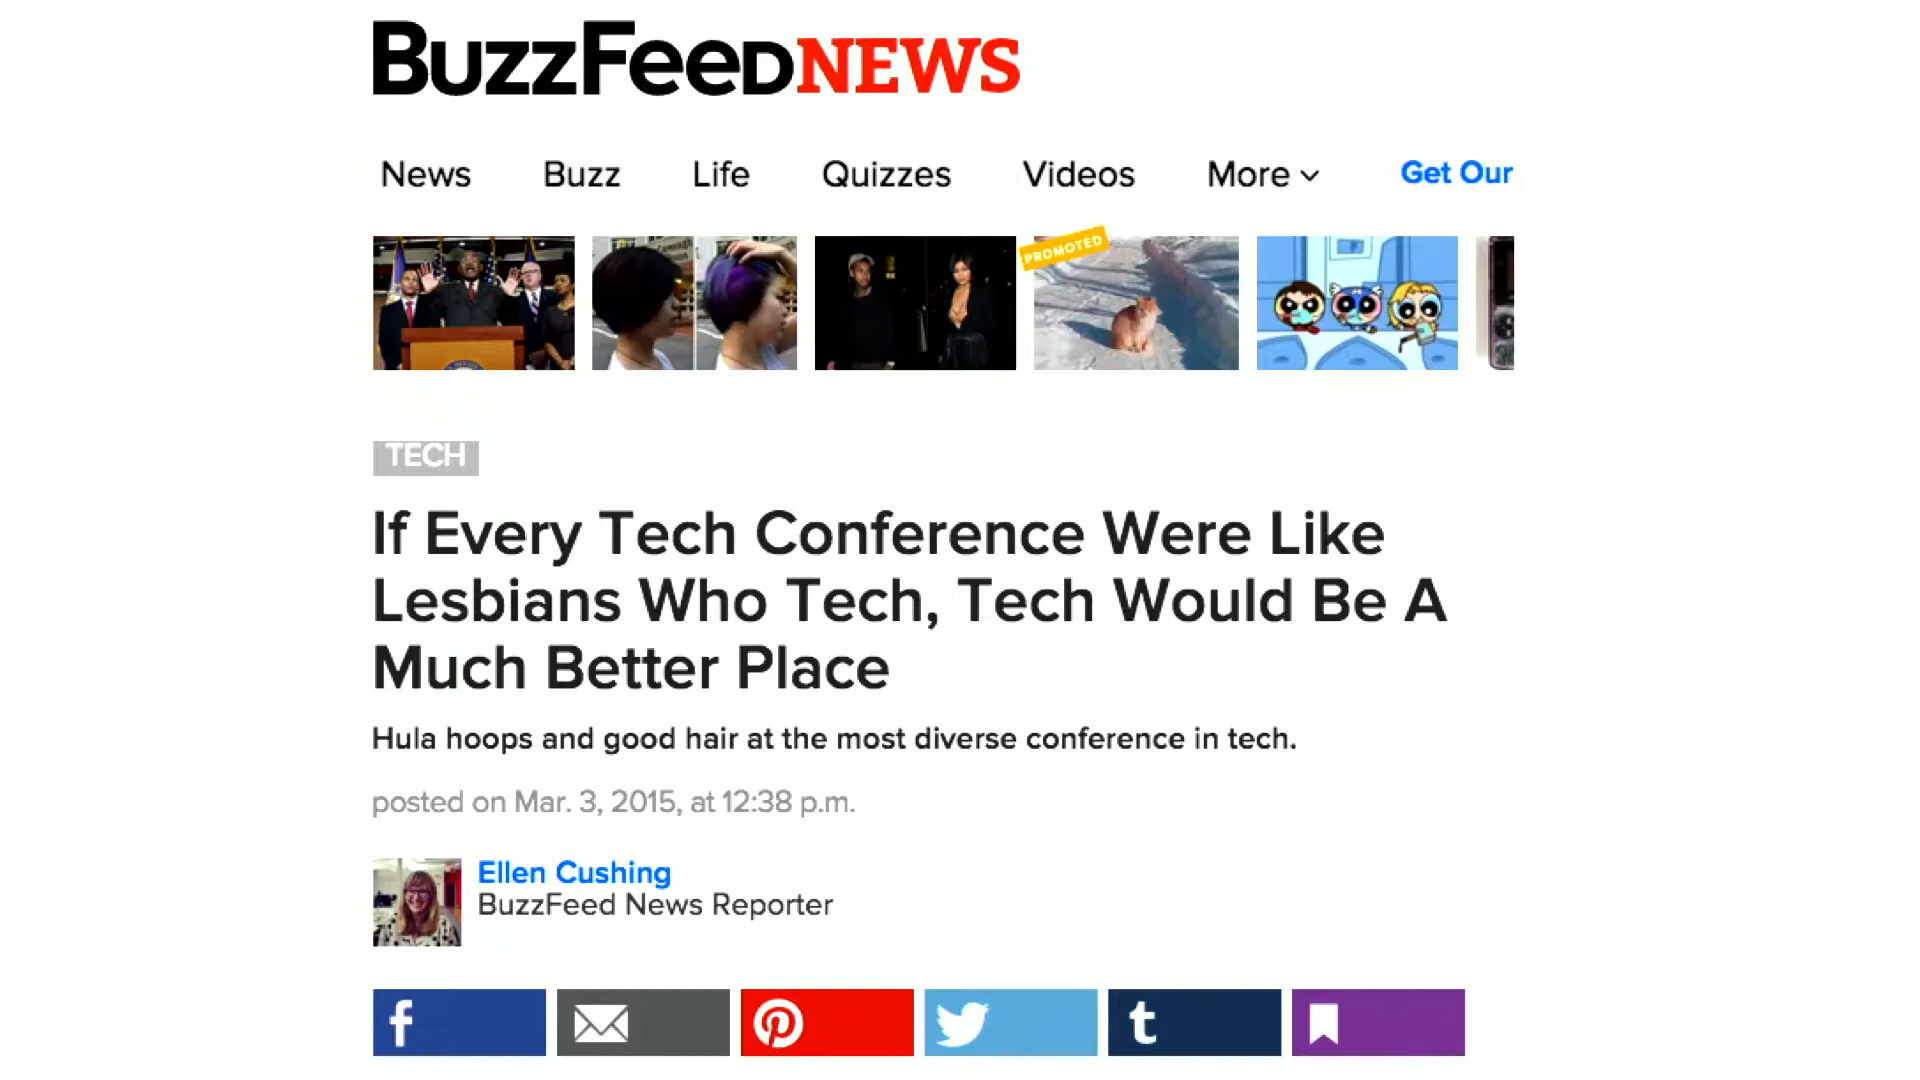 BuzzFeedNEWS
News Buzz Life Quizzes Videos More Get Our
PROMOTED
TECH
If Every Tech Conference Were Like
Lesbians Who Tech, Tech Would Be A
Much Better Place
Hula hoops and good hair at the most diverse conference in tech.
posted on Mar. 3, 2015, at 12:38 p.m.
Ellen Cushing
BuzzFeed News Reporter